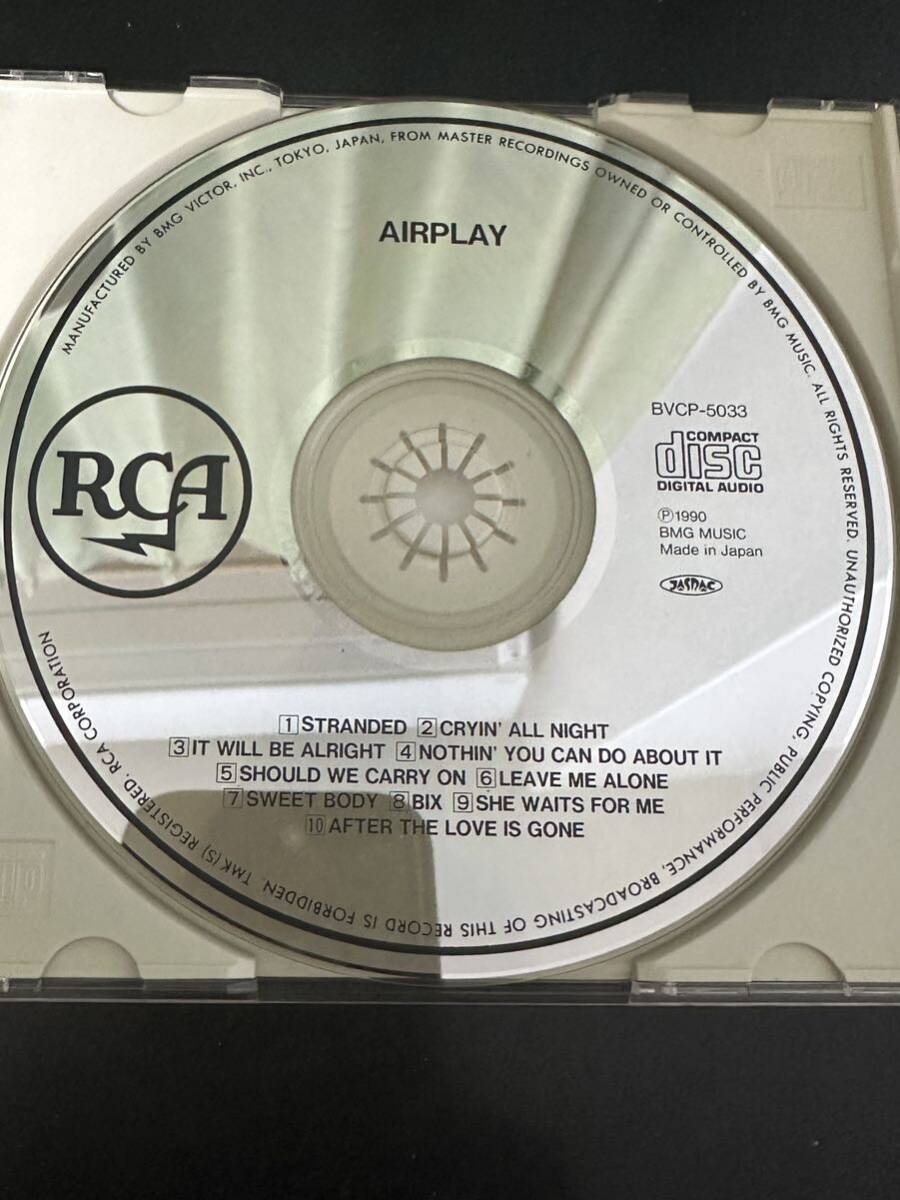 MANUFACTURED BY BMG VICTOR, INC., TOKYO, JAPAN, FROM MASTER RECORDINGS OWNED OR CONTROLLED BY BMG MUSIC. ALL RIGHTS RESERVED. UNAUTHORIZED COPYING, PUBLIC PERFORMANCE, BROADCASTING OF THIS RECORD IS FORBIDDEN. TMK(S) REGISTERED. RCA CORPORATION
AIRPLAY
RCA
BVCP-5033
COMPACT
disc
DIGITAL AUDIO
Ⓟ1990
BMG MUSIC
Made in Japan
JASRAC
1 STRANDED 2 CRYIN' ALL NIGHT
3 IT WILL BE ALRIGHT 4 NOTHIN' YOU CAN DO ABOUT IT
5 SHOULD WE CARRY ON 6 LEAVE ME ALONE
7 SWEET BODY 8 BIX 9 SHE WAITS FOR ME
10 AFTER THE LOVE IS GONE